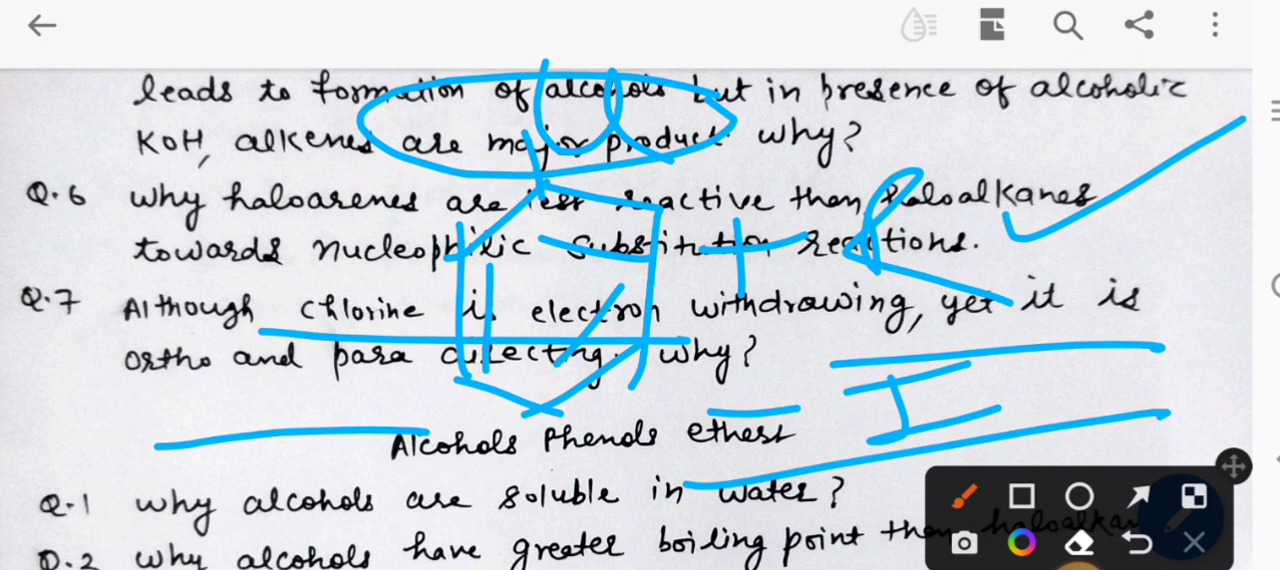 leads to formation of alcohols but in presence of alcoholic
KOH, alkenes are major product why?
Q.6 why haloarenes are less reactive then haloalkanes
towards nucleophilic substitution reactions.
Q.7 Although chlorine is electron withdrawing, yet it is
ortho and para directing. why?
Alcohols Phenols ethers
Q.1 why alcohols are soluble in water?
Q.2 why alcohols have greater boiling point then haloalkan